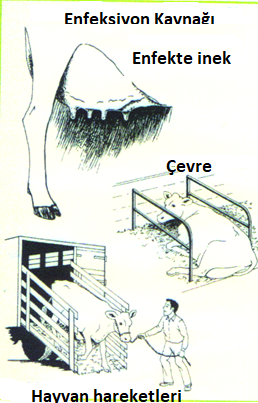 Enfeksiyon Kaynağı
Enfekte inek
Çevre
Hayvan hareketleri